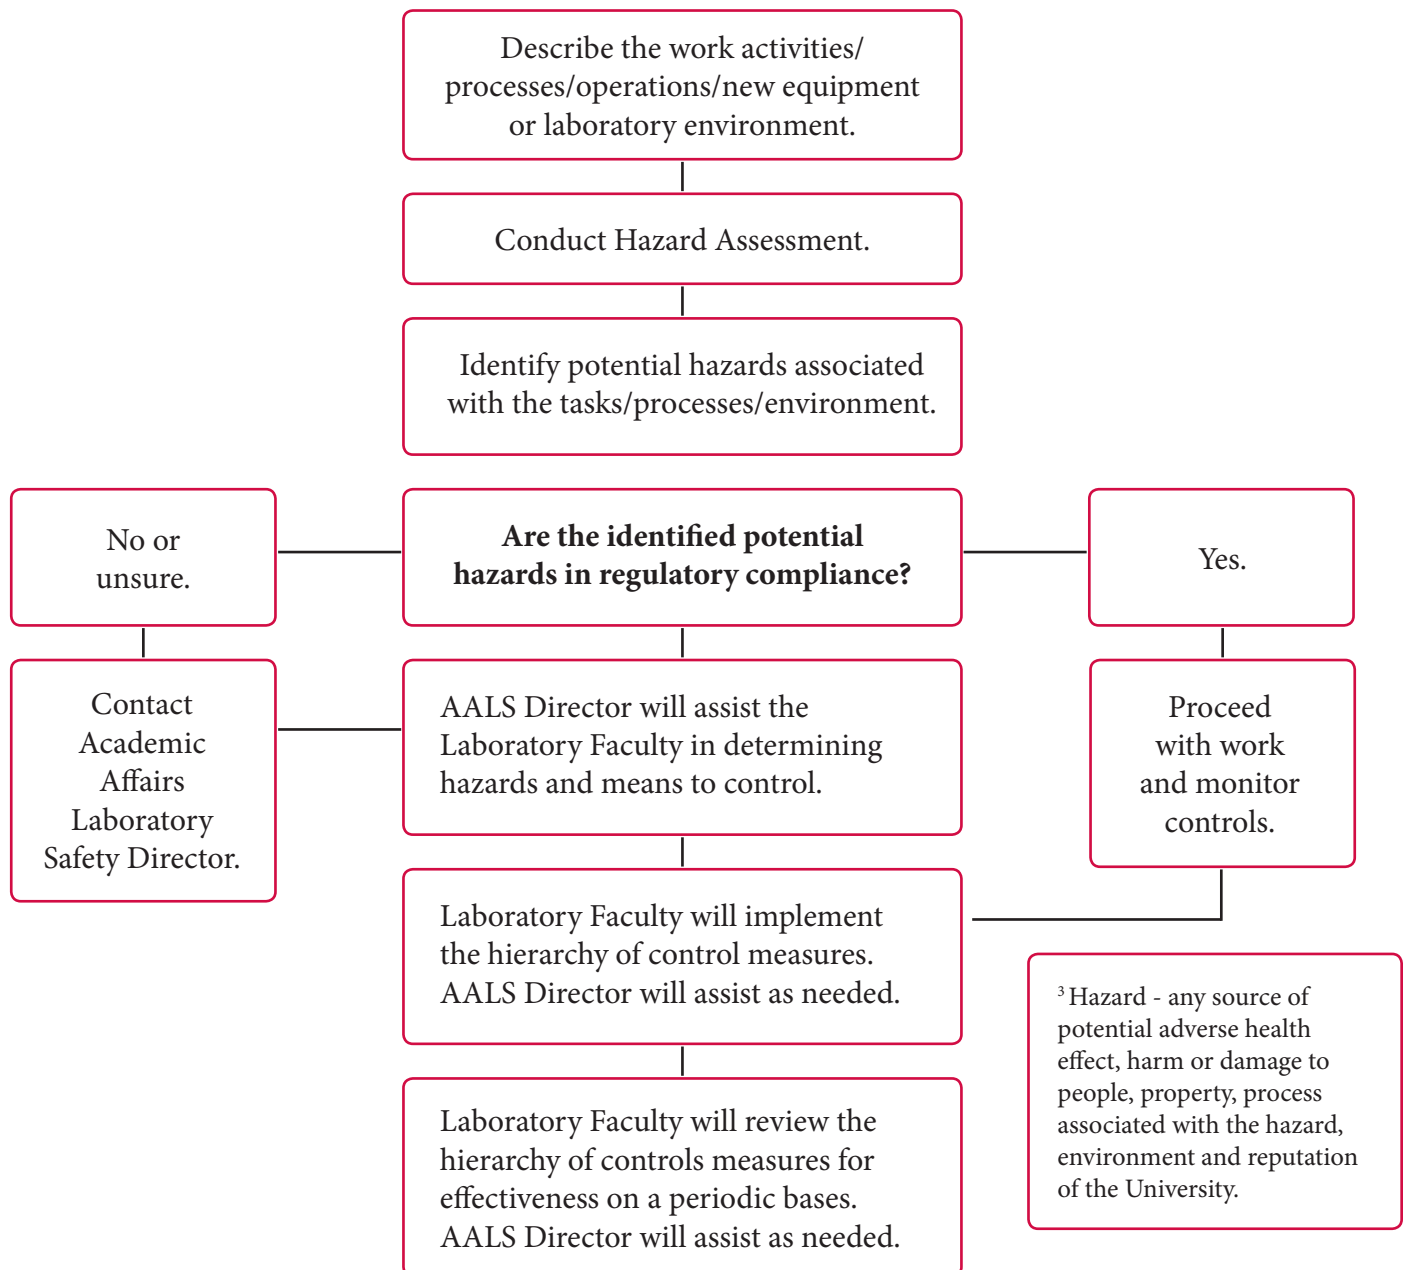 Describe the work activities/
processes/operations/new equipment
or laboratory environment.
Conduct Hazard Assessment.
Identify potential hazards associated
with the tasks/processes/environment.
No or
unsure.
Are the identified potential
hazards in regulatory compliance?
Yes.
Contact
Academic
Affairs
Laboratory
Safety Director.
AALS Director will assist the
Laboratory Faculty in determining
hazards and means to control.
Proceed
with work
and monitor
controls.
Laboratory Faculty will implement
the hierarchy of control measures.
AALS Director will assist as needed.
³ Hazard - any source of
potential adverse health
effect, harm or damage to
people, property, process
associated with the hazard,
environment and reputation
of the University.
Laboratory Faculty will review the
hierarchy of controls measures for
effectiveness on a periodic bases.
AALS Director will assist as needed.